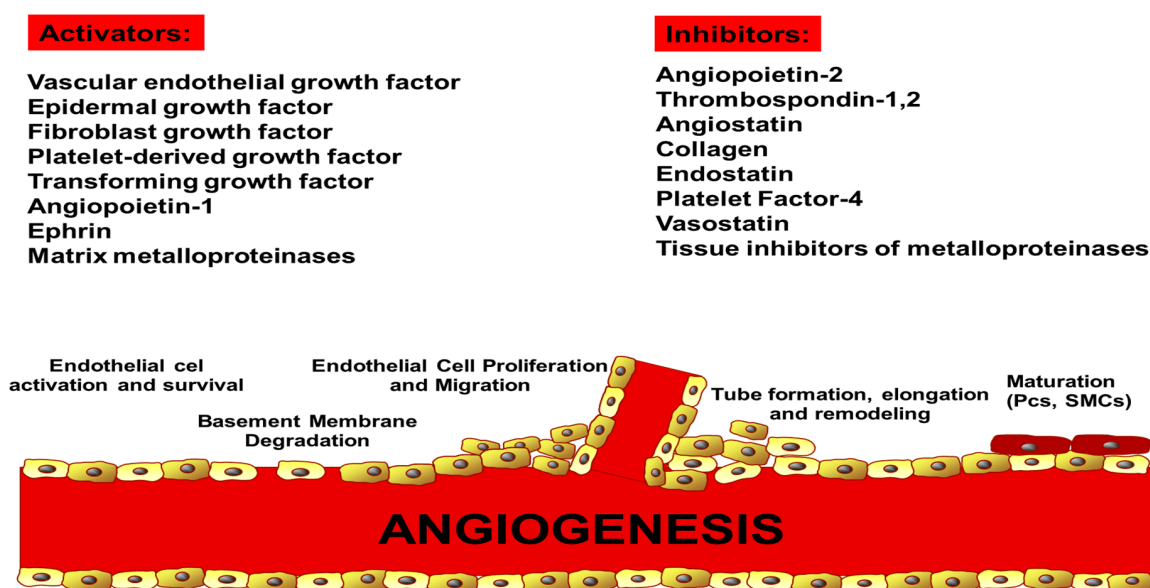 Activators:
Vascular endothelial growth factor
Epidermal growth factor
Fibroblast growth factor
Platelet-derived growth factor
Transforming growth factor
Angiopoietin-1
Ephrin
Matrix metalloproteinases
Inhibitors:
Angiopoietin-2
Thrombospondin-1,2
Angiostatin
Collagen
Endostatin
Platelet Factor-4
Vasostatin
Tissue inhibitors of metalloproteinases
Endothelial cel
activation and survival
Basement Membrane
Degradation
Endothelial Cell Proliferation
and Migration
Tube formation, elongation
and remodeling
Maturation
(Pcs, SMCs)
ANGIOGENESIS